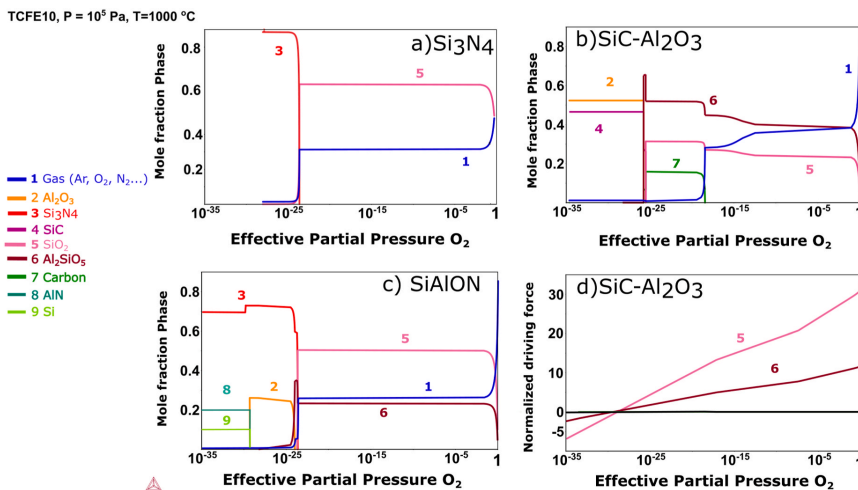 TCFE10, P = 10⁵ Pa, T=1000 ºC
1 Gas (Ar, O₂, N₂...)
2 Al₂O₃
3 Si₃N4
4 SiC
5 SiO₂
6 Al₂SiO₅
7 Carbon
8 AlN
9 Si
a)Si₃N4
Mole fraction Phase
0.8
0.6
0.4
0.2
3
5
1
10⁻³⁵
10⁻²⁵
10⁻¹⁵
10⁻⁵
1
Effective Partial Pressure O₂
b)SiC-Al₂O3
Mole fraction Phase
0.8
0.6
0.4
0.2
2
4
6
7
5
1
10⁻³⁵
10⁻²⁵
10⁻¹⁵
10⁻⁵
1
Effective Partial Pressure O₂
c) SiAlON
Mole fraction Phase
0.8
0.6
0.4
0.2
3
8
9
2
5
1
6
10⁻³⁵
10⁻²⁵
10⁻¹⁵
10⁻⁵
1
Effective Partial Pressure O₂
d)SiC-Al₂O3
Normalized driving force
35
30
20
10
0
-5
5
6
10⁻³⁵
10⁻²⁵
10⁻¹⁵
10⁻⁵
1
Effective Partial Pressure O₂